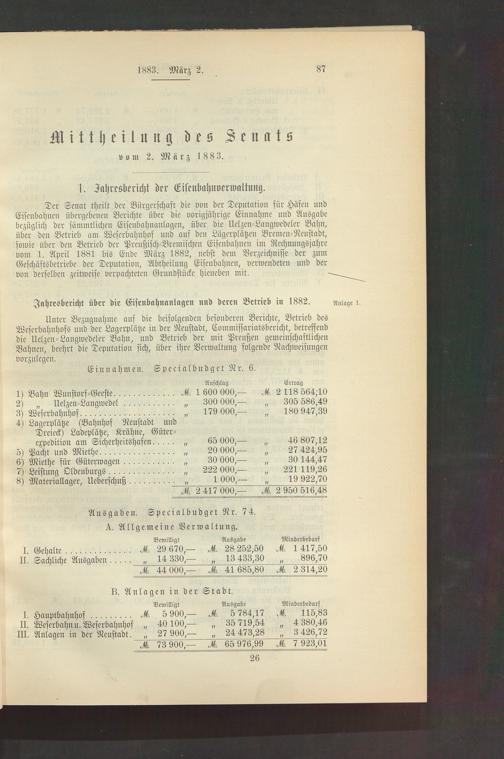 1883. März 2. 87
Mittheilung des Senats
vom 2. März 1883.
1. Jahresbericht der Eisenbahnverwaltung.
Der Senat theilt der Bürgerschaft die von der Deputation für Häfen und
Eisenbahnen übergebenen Berichte über die vorigjährige Einnahme und Ausgabe
bezüglich der sämmtlichen Eisenbahnanlagen, über die Uelzen-Langwedeler Bahn,
über den Betrieb am Weserbahnhof und auf den Lagerplätzen Bremen-Neustadt,
sowie über den Betrieb der Preußisch-Bremischen Eisenbahnen im Rechnungsjahre
vom 1. April 1881 bis Ende März 1882, nebst dem Verzeichnisse der zum
Geschäftsbetriebe der Deputation, Abtheilung Eisenbahnen, verwendeten und der
von derselben zeitweise verpachteten Grundstücke hieneben mit.
Jahresbericht über die Eisenbahnanlagen und deren Betrieb in 1882. Anlage 1.
Unter Bezugnahme auf die beifolgenden besonderen Berichte, Betrieb des
Weserbahnhofs und der Lagerplätze in der Neustadt, Commissariatsbericht, betreffend
die Uelzen-Langwedeler Bahn, und Betrieb der mit Preußen gemeinschaftlichen
Bahnen, beehrt die Deputation sich, über ihre Verwaltung folgende Nachweisungen
vorzulegen.
Einnahmen. Specialbudget Nr. 6.
Anschlag Ertrag
1) Bahn Wunstorf-Geeste ............ M. 1 600 000,— M. 2 118 564,10
2) „ Uelzen-Langwedel ............ „ 300 000,— „ 305 586,49
3) Weserbahnhof .................. „ 179 000,— „ 180 947,39
4) Lagerplätze (Bahnhof Neustadt und
Dreieck) Ladeplätze, Krähne, Güter-
expedition am Sicherheitshafen ..... „ 65 000,— „ 46 807,12
5) Pacht und Miethe ............... „ 20 000,— „ 27 424,95
6) Miethe für Güterwagen ........... „ 30 000,— „ 30 144,47
7) Leistung Oldenburgs ............. „ 222 000,— „ 221 119,26
8) Materiallager, Ueberschuß .......... „ 1 000,— „ 19 922,70
M. 2 417 000,— M. 2 950 516,48
Ausgaben. Specialbudget Nr. 74.
A. Allgemeine Verwaltung.
Bewilligt Ausgabe Minderbedarf
I. Gehalte ............ M. 29 670,— M. 28 252,50 M. 1 417,50
II. Sachliche Ausgaben ..... „ 14 330,— „ 13 433,30 „ 896,70
M. 44 000,— M. 41 685,80 M. 2 314,20
B. Anlagen in der Stadt.
Bewilligt Ausgabe Minderbedarf
I. Hauptbahnhof ......... M. 5 900,— M. 5 784,17 M. 115,83
II. Weserbahn u. Weserbahnhof „ 40 100,— „ 35 719,54 „ 4 380,46
III. Anlagen in der Neustadt. „ 27 900,— „ 24 473,28 „ 3 426,72
M. 73 900,— M. 65 976,99 M. 7 923,01
26